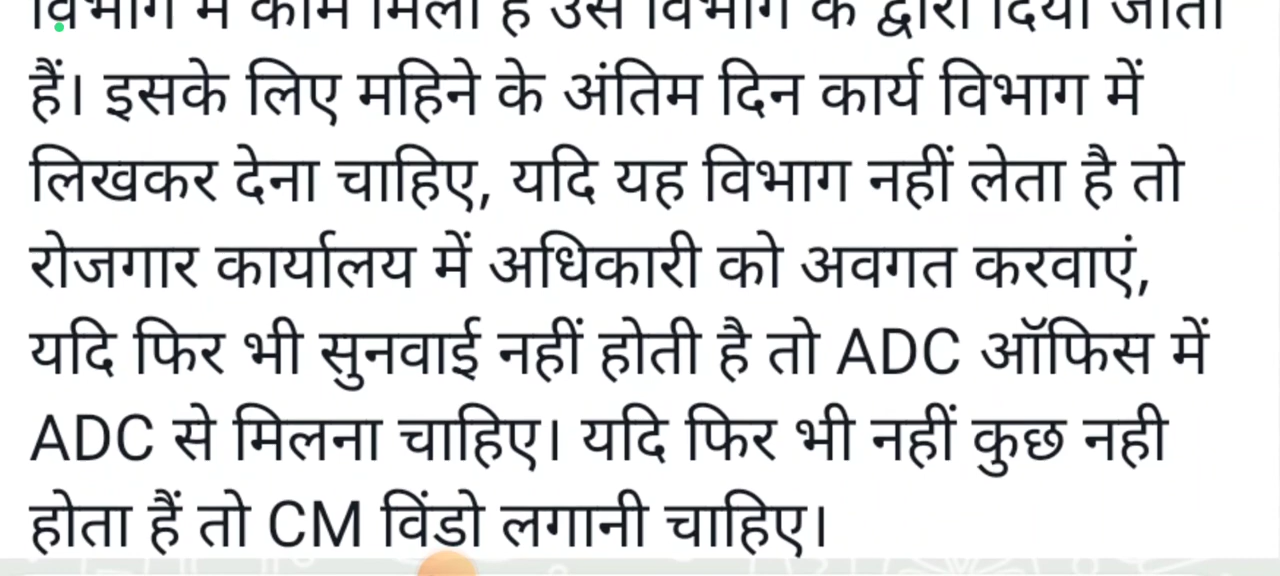 विभाग में काम मिला है उस विभाग के द्वारा दिया जाता
हैं। इसके लिए महिने के अंतिम दिन कार्य विभाग में
लिखकर देना चाहिए, यदि यह विभाग नहीं लेता है तो
रोजगार कार्यालय में अधिकारी को अवगत करवाएं,
यदि फिर भी सुनवाई नहीं होती है तो ADC ऑफिस में
ADC से मिलना चाहिए। यदि फिर भी नहीं कुछ नही
होता हैं तो CM विंडो लगानी चाहिए।